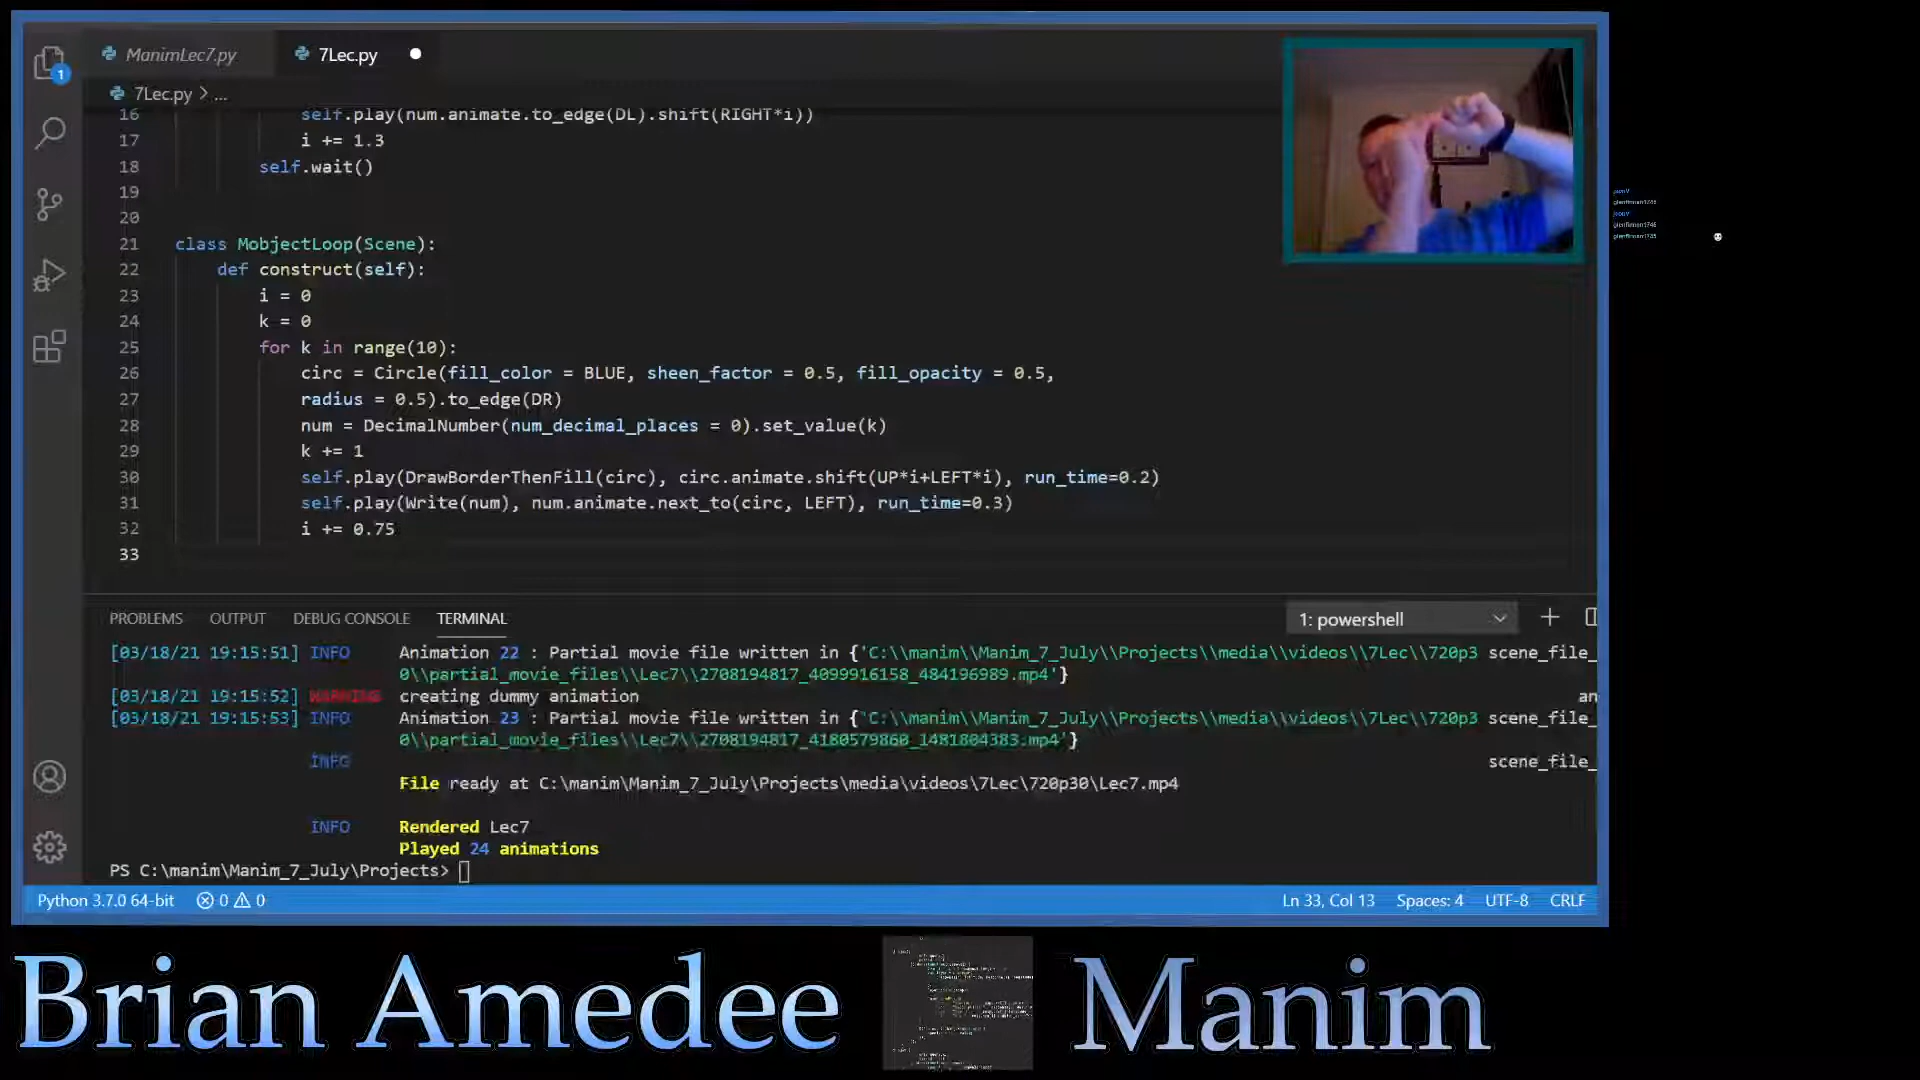 ManimLec7.py
7Lec.py
7Lec.py > ...
16 self.play(num.animate.to_edge(DL).shift(RIGHT*i))
17 i += 1.3
18 self.wait()
19
20
21 class MobjectLoop(Scene):
22 def construct(self):
23 i = 0
24 k = 0
25 for k in range(10):
26 circ = Circle(fill_color = BLUE, sheen_factor = 0.5, fill_opacity = 0.5,
27 radius = 0.5).to_edge(DR)
28 num = DecimalNumber(num_decimal_places = 0).set_value(k)
29 k += 1
30 self.play(DrawBorderThenFill(circ), circ.animate.shift(UP*i+LEFT*i), run_time=0.2)
31 self.play(Write(num), num.animate.next_to(circ, LEFT), run_time=0.3)
32 i += 0.75
33
1
PROBLEMS OUTPUT DEBUG CONSOLE TERMINAL
1: powershell
[03/18/21 19:15:51] INFO Animation 22 : Partial movie file written in {'C:\\manim\\Manim_7_July\\Projects\\media\\videos\\7Lec\\720p3 scene_file_
0\\partial_movie_files\\Lec7\\2708194817_4099916158_484196989.mp4'}
[03/18/21 19:15:52] WARNING creating dummy animation an
[03/18/21 19:15:53] INFO Animation 23 : Partial movie file written in {'C:\\manim\\Manim_7_July\\Projects\\media\\videos\\7Lec\\720p3 scene_file_
0\\partial_movie_files\\Lec7\\2708194817_4180579860_1481804383.mp4'}
INFO scene_file_
File ready at C:\manim\Manim_7_July\Projects\media\videos\7Lec\720p30\Lec7.mp4
INFO Rendered Lec7
Played 24 animations
PS C:\manim\Manim_7_July\Projects>
Python 3.7.0 64-bit 0 0 Ln 33, Col 13 Spaces: 4 UTF-8 CRLF
Brian Amedee Manim